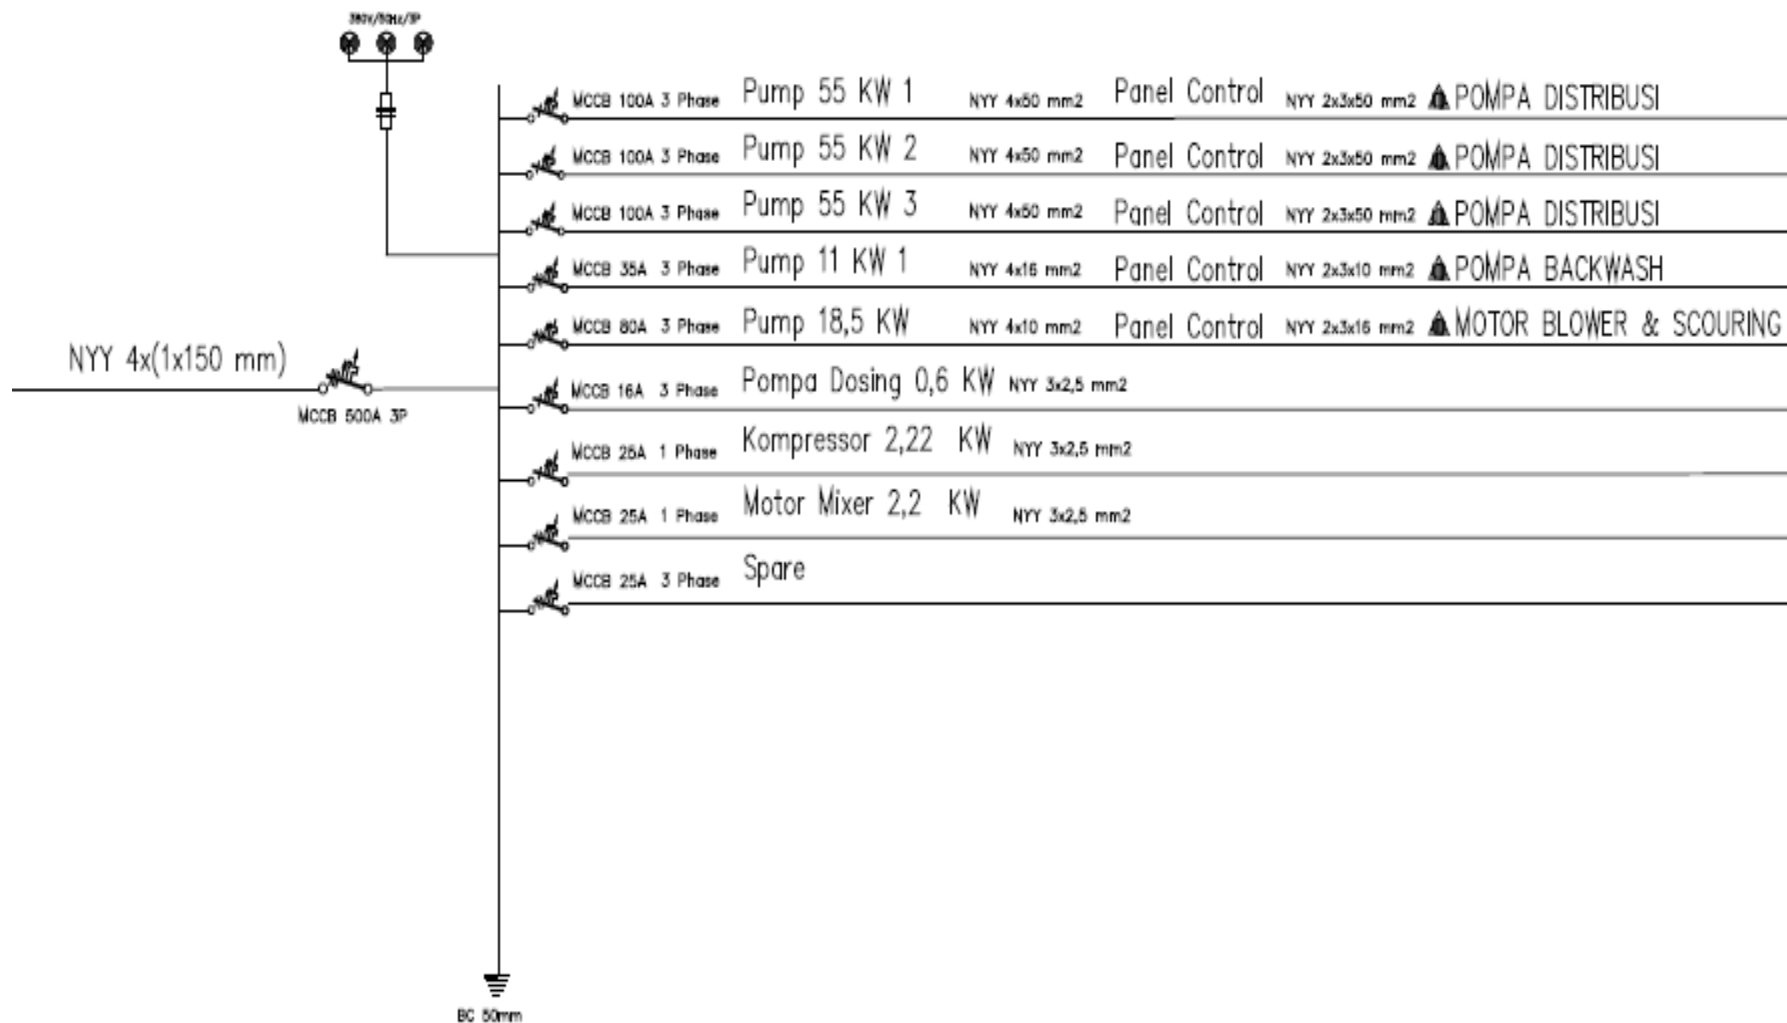 380V/50Hz/3P
MCCB 100A 3 Phase Pump 55 KW 1 NYY 4x50 mm2 Panel Control NYY 2x3x50 mm2 POMPA DISTRIBUSI
MCCB 100A 3 Phase Pump 55 KW 2 NYY 4x50 mm2 Panel Control NYY 2x3x50 mm2 POMPA DISTRIBUSI
MCCB 100A 3 Phase Pump 55 KW 3 NYY 4x50 mm2 Panel Control NYY 2x3x50 mm2 POMPA DISTRIBUSI
MCCB 35A 3 Phase Pump 11 KW 1 NYY 4x16 mm2 Panel Control NYY 2x3x10 mm2 POMPA BACKWASH
MCCB 80A 3 Phase Pump 18,5 KW NYY 4x10 mm2 Panel Control NYY 2x3x16 mm2 MOTOR BLOWER & SCOURING
NYY 4x(1x150 mm)
MCCB 500A 3P
MCCB 16A 3 Phase Pompa Dosing 0,6 KW NYY 3x2,5 mm2
MCCB 25A 1 Phase Kompressor 2,22 KW NYY 3x2,5 mm2
MCCB 25A 1 Phase Motor Mixer 2,2 KW NYY 3x2,5 mm2
MCCB 25A 3 Phase Spare
BC 50mm